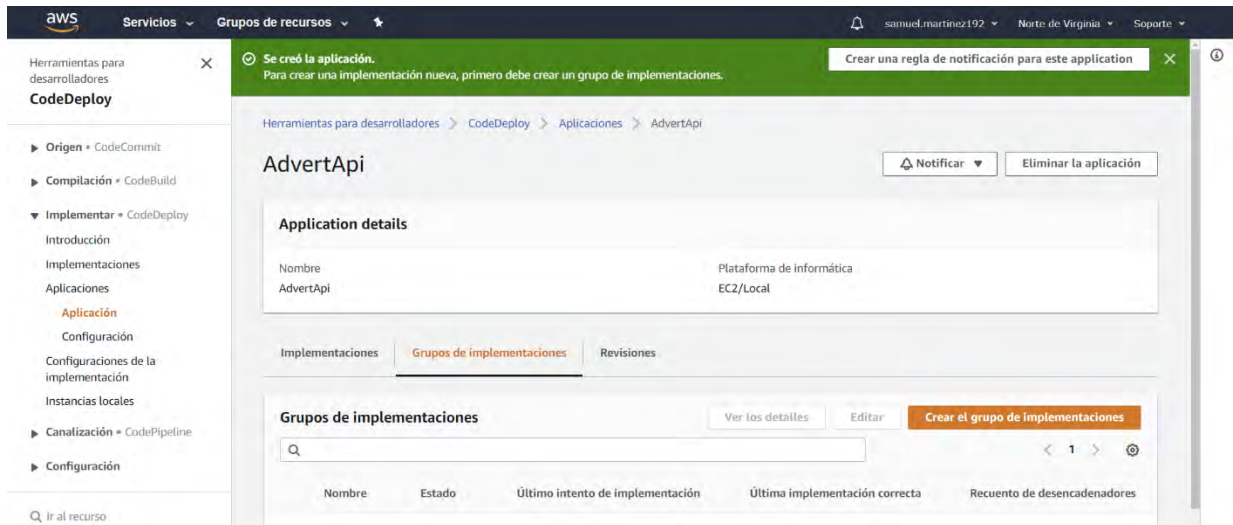 aws Servicios Grupos de recursos samuel.martinez192 Norte de Virginia Soporte
Herramientas para desarrolladores
CodeDeploy
Origen • CodeCommit
Compilación • CodeBuild
Implementar • CodeDeploy
Introducción
Implementaciones
Aplicaciones
Aplicación
Configuración
Configuraciones de la
implementación
Instancias locales
Canalización • CodePipeline
Configuración
Ir al recurso
Se creó la aplicación.
Para crear una implementación nueva, primero debe crear un grupo de implementaciones.
Crear una regla de notificación para este application
Herramientas para desarrolladores > CodeDeploy > Aplicaciones > AdvertApi
AdvertApi
Notificar Eliminar la aplicación
Application details
Nombre Plataforma de informática
AdvertApi EC2/Local
Implementaciones Grupos de implementaciones Revisiones
Grupos de implementaciones Ver los detalles Editar Crear el grupo de implementaciones
< 1 >
Nombre Estado Último intento de implementación Última implementación correcta Recuento de desencadenadores